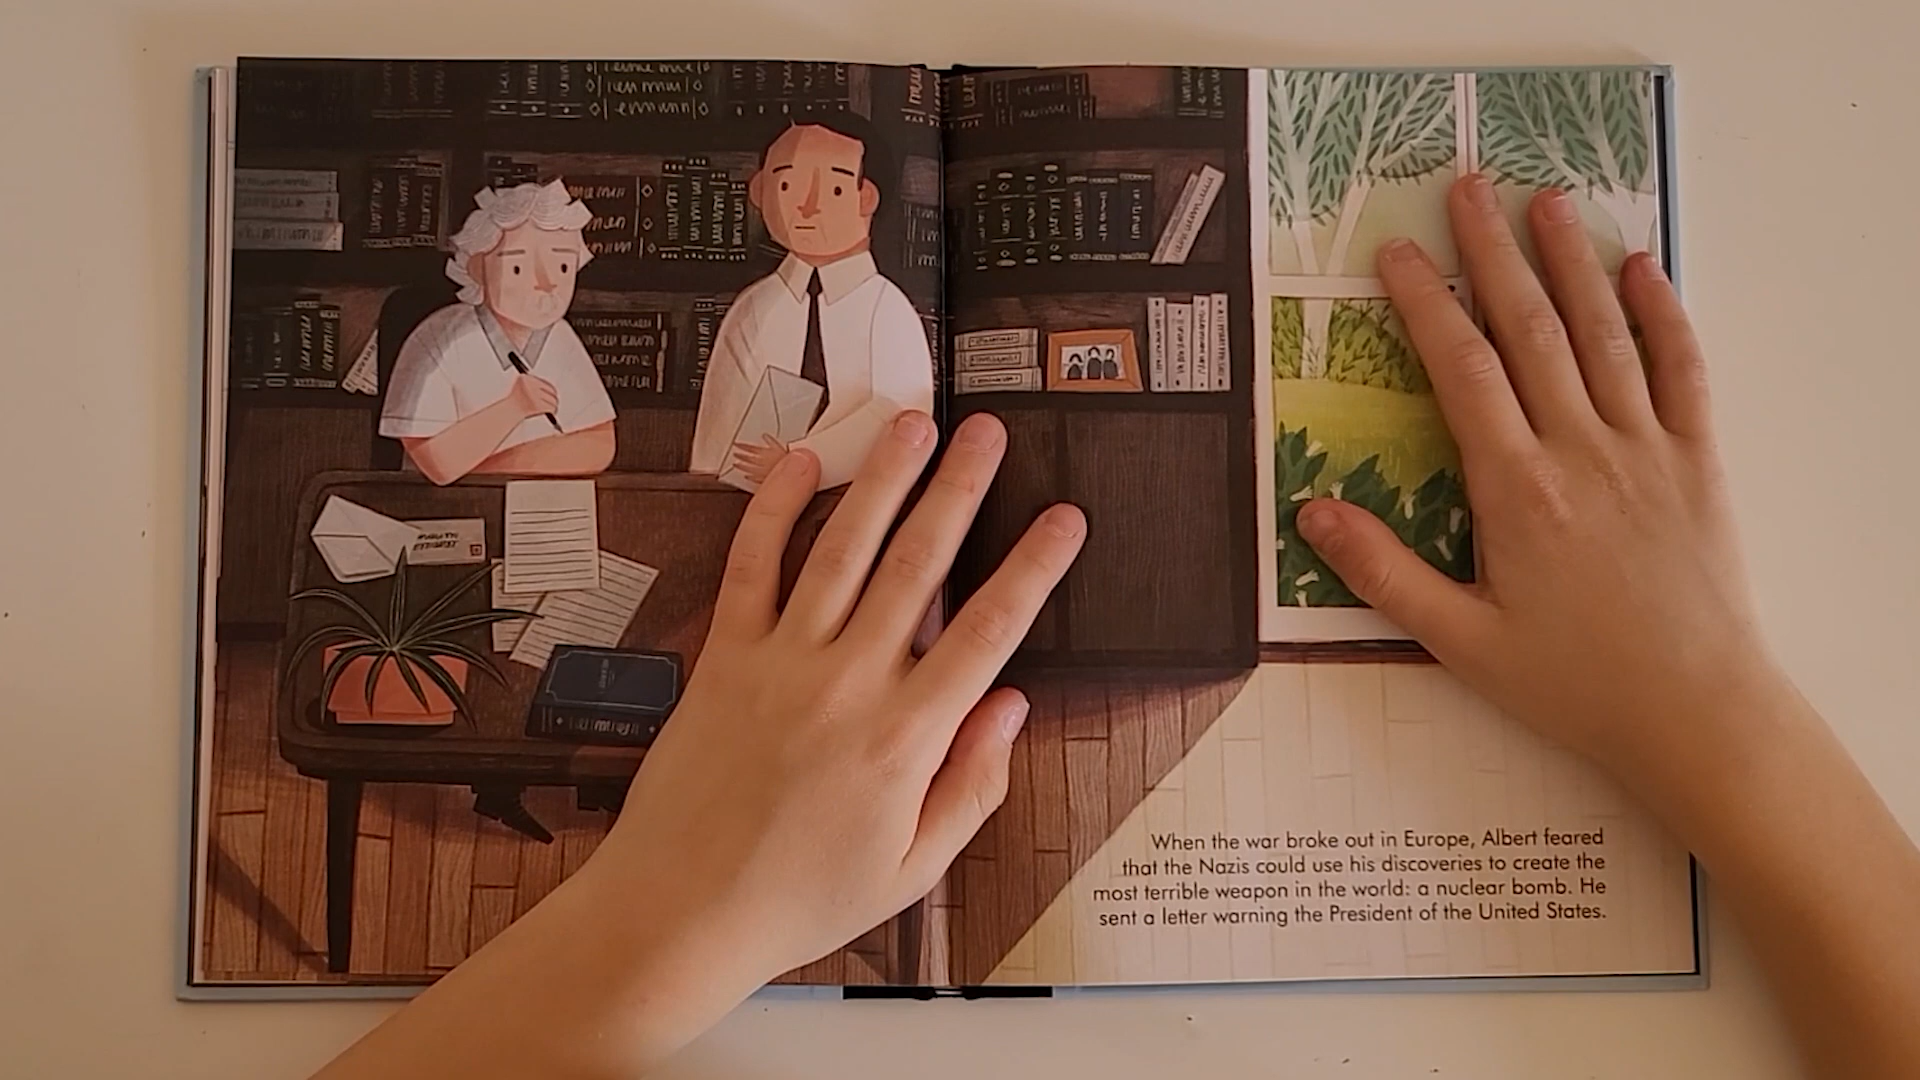 When the war broke out in Europe, Albert feared
that the Nazis could use his discoveries to create the
most terrible weapon in the world: a nuclear bomb. He
sent a letter warning the President of the United States.